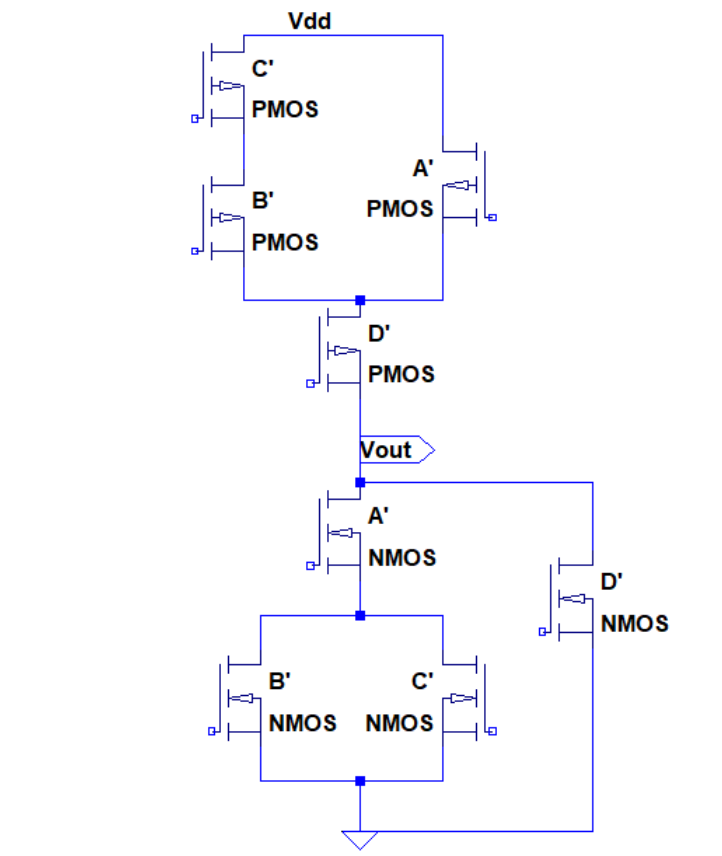 Vdd
C'
PMOS
A'
PMOS
B'
PMOS
D'
PMOS
Vout
A'
NMOS
D'
NMOS
B'
NMOS
C'
NMOS